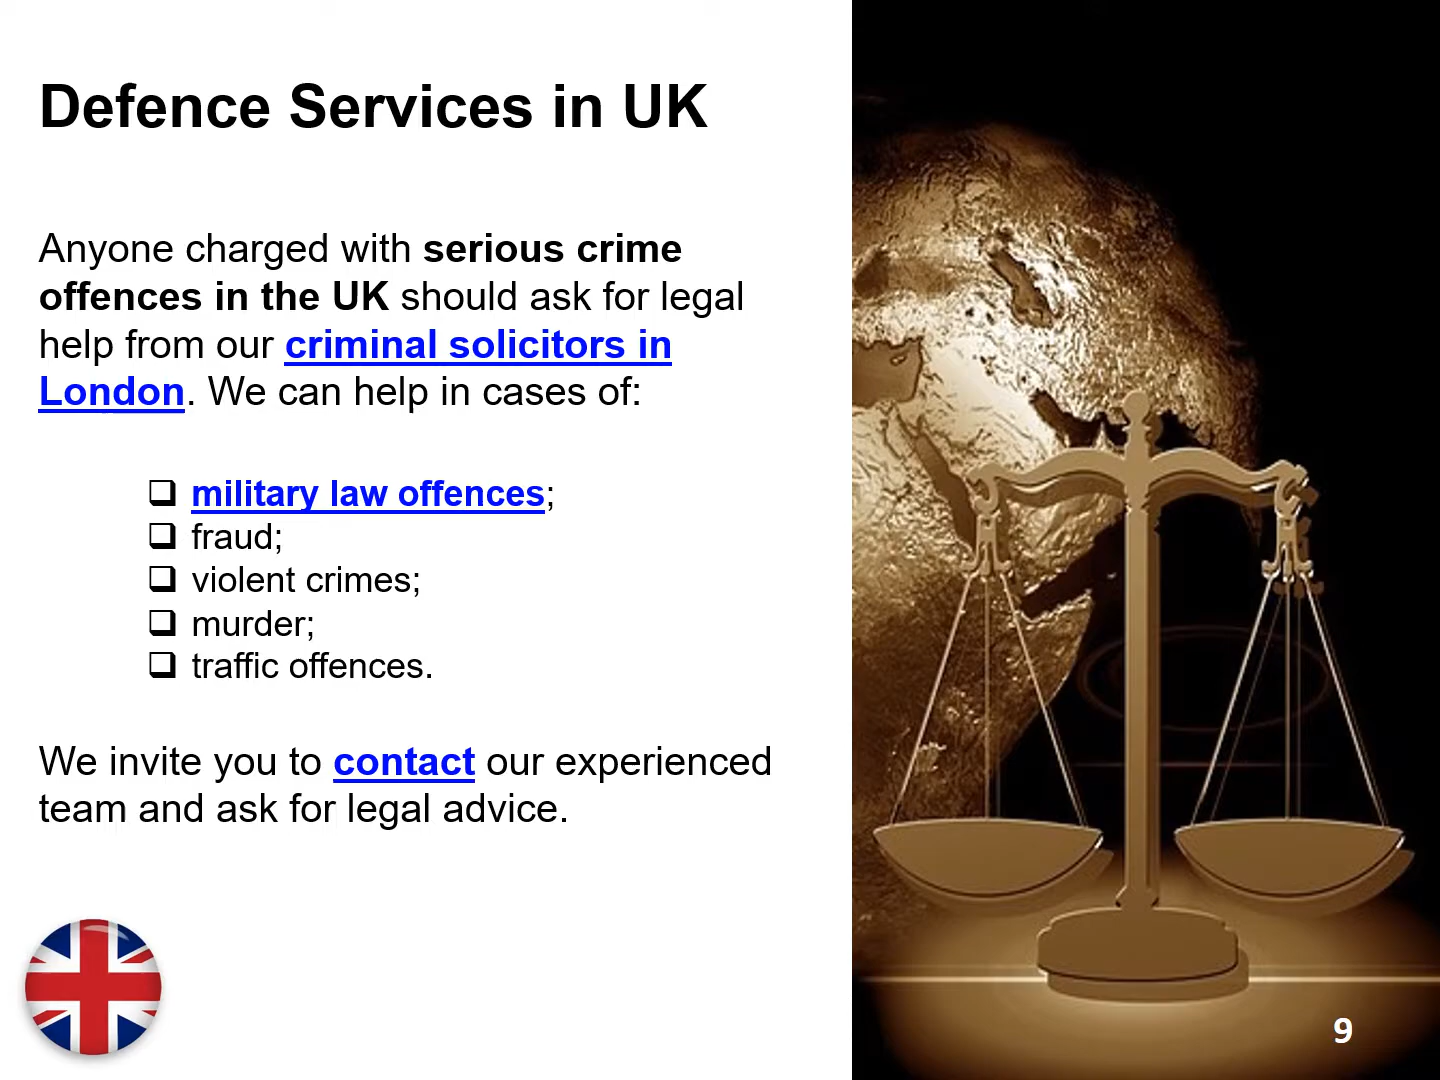 Defence Services in UK
Anyone charged with serious crime
offences in the UK should ask for legal
help from our criminal solicitors in
London. We can help in cases of:
❑ military law offences;
❑ fraud;
❑ violent crimes;
❑ murder;
❑ traffic offences.
We invite you to contact our experienced
team and ask for legal advice.
9